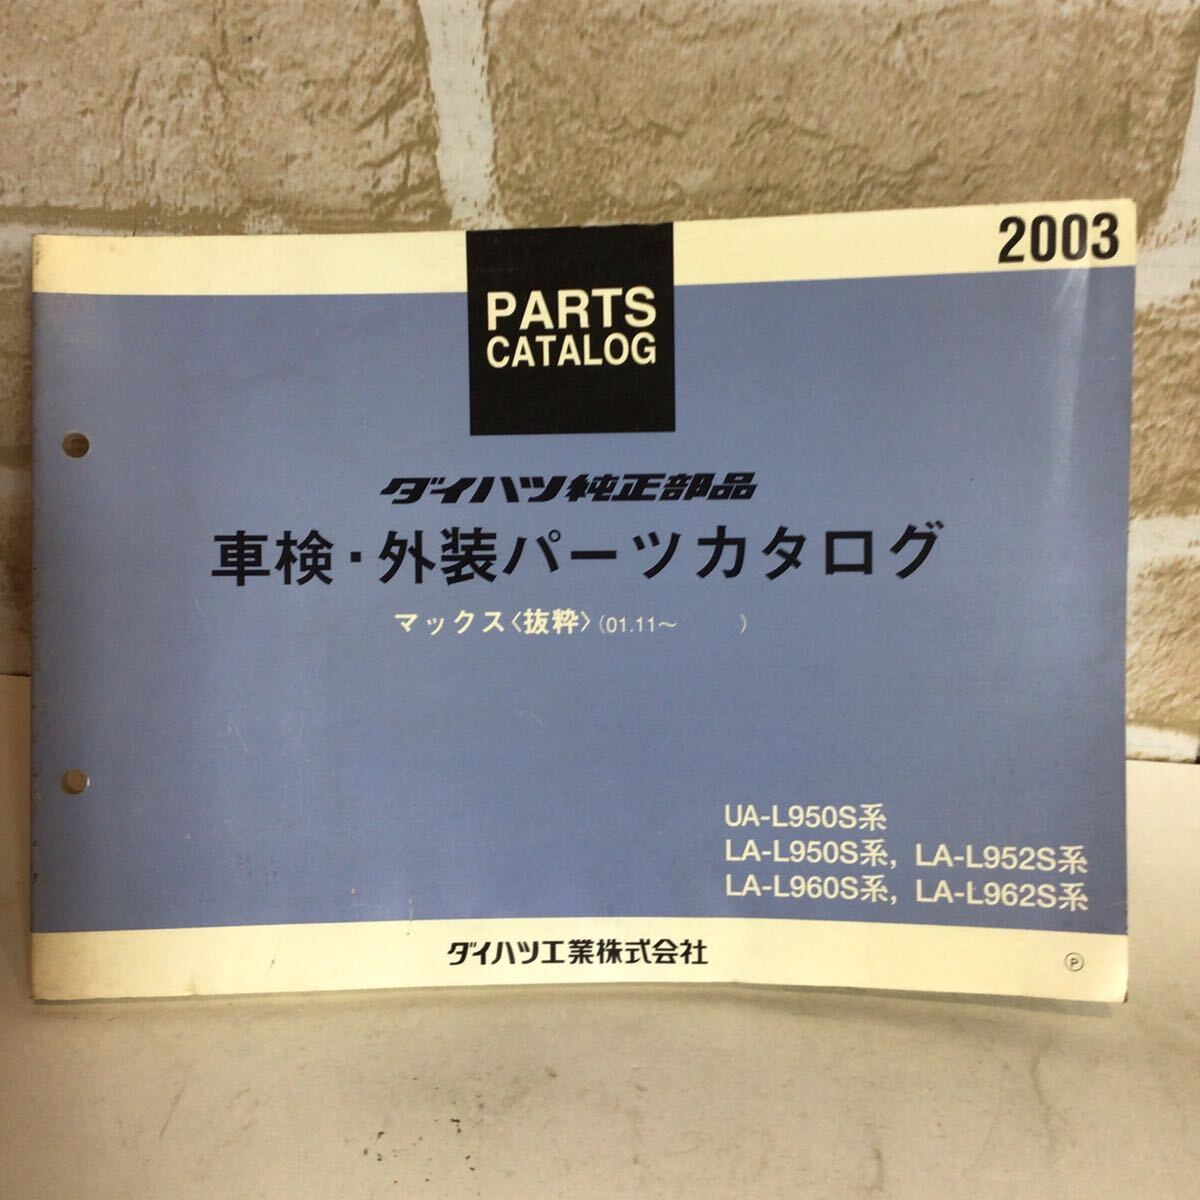 2003
PARTS
CATALOG
ダイハツ純正部品
車検・外装パーツカタログ
マックス〈抜粋〉(01.11～　　　)
UA-L950S系
LA-L950S系, LA-L952S系
LA-L960S系, LA-L962S系
ダイハツ工業株式会社
Ⓟ